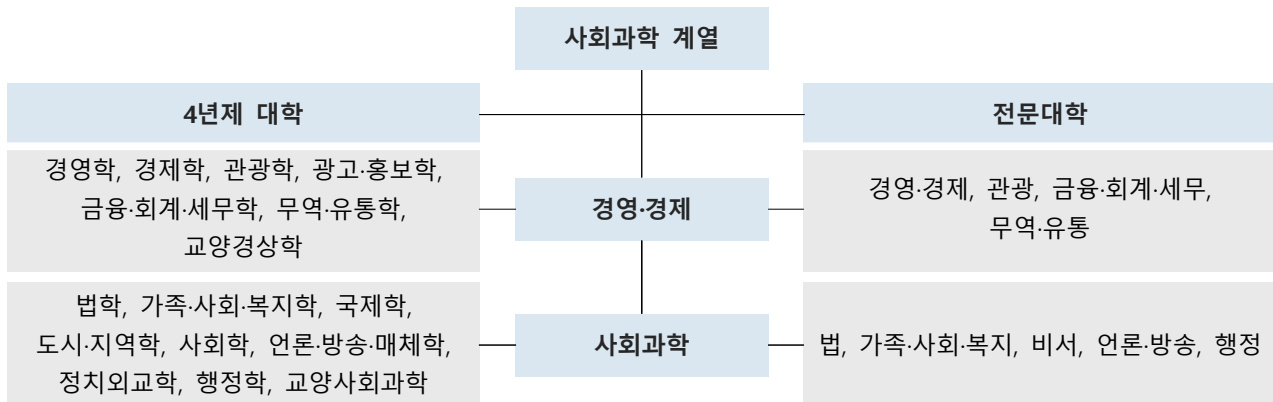 사회과학 계열
4년제 대학
전문대학
경영학, 경제학, 관광학, 광고·홍보학,
금융·회계·세무학, 무역·유통학,
교양경상학
경영·경제
경영·경제, 관광, 금융·회계·세무,
무역·유통
법학, 가족·사회·복지학, 국제학,
도시·지역학, 사회학, 언론·방송·매체학,
정치외교학, 행정학, 교양사회과학
사회과학
법, 가족·사회·복지, 비서, 언론·방송, 행정